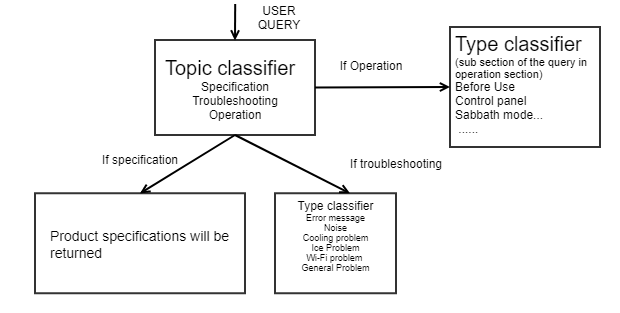 USER
QUERY
Topic classifier
Specification
Troubleshooting
Operation
If Operation
Type classifier
(sub section of the query in
operation section)
Before Use
Control panel
Sabbath mode...
......
If specification
If troubleshooting
Product specifications will be
returned
Type classifier
Error message
Noise
Cooling problem
Ice Problem
Wi-Fi problem
General Problem